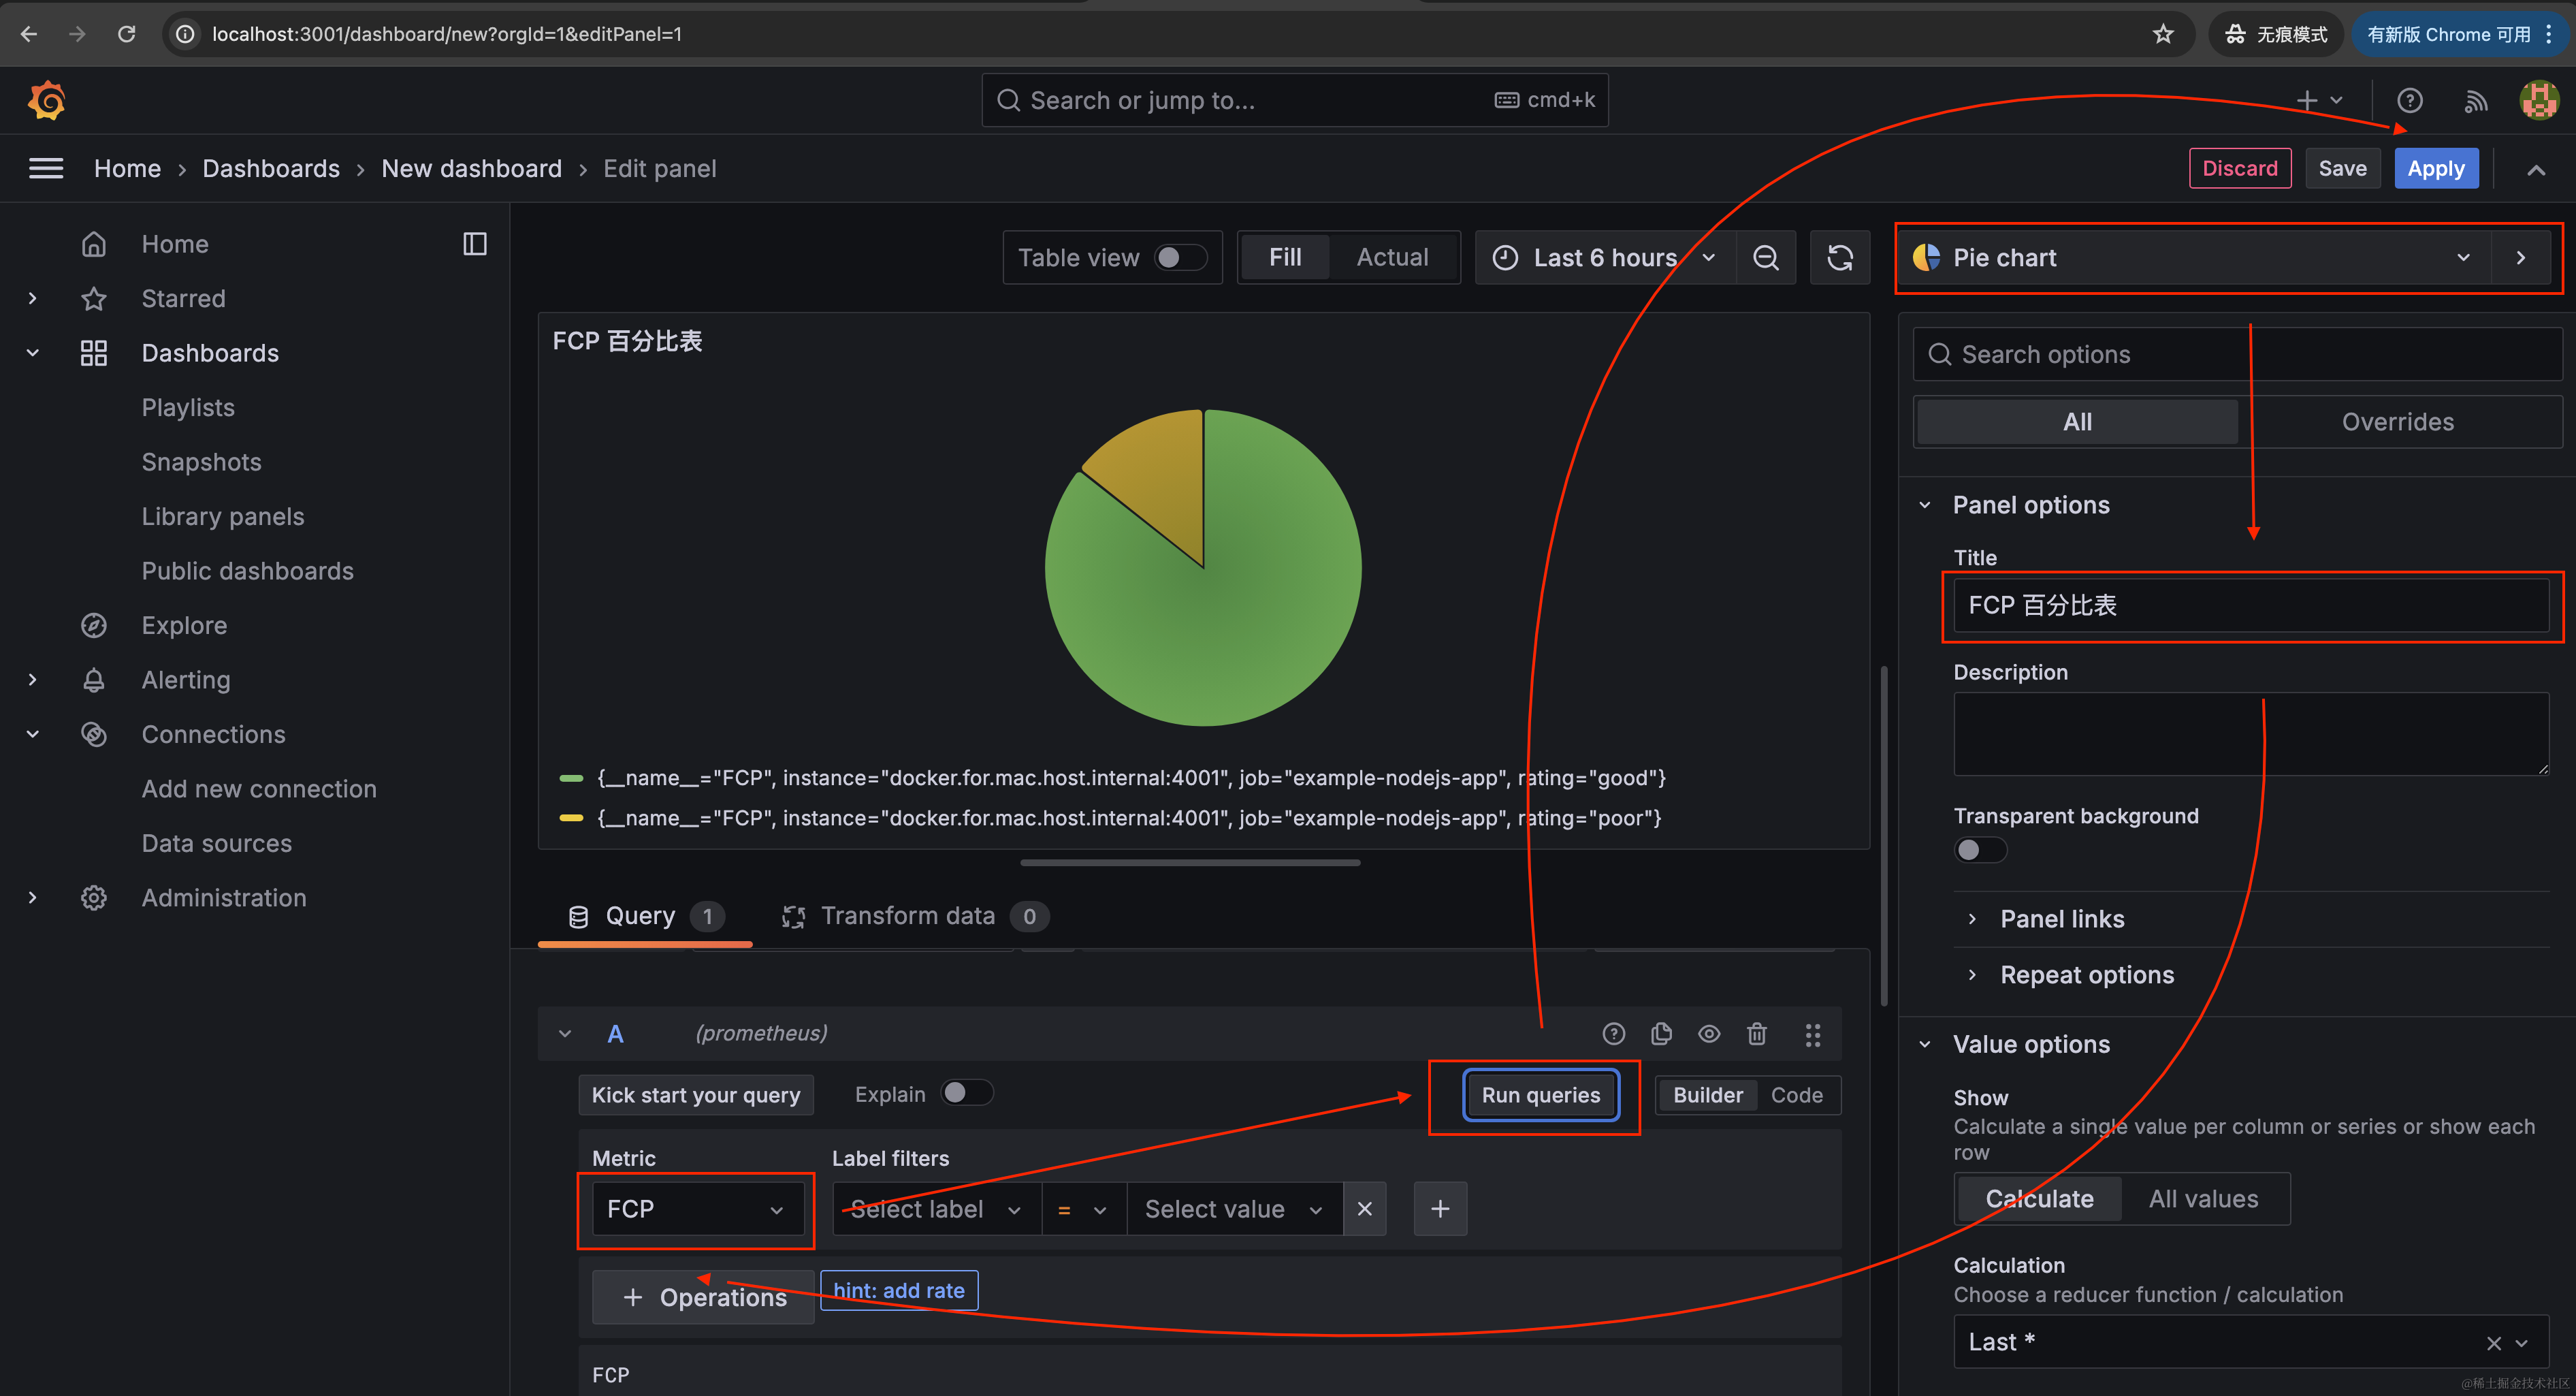 localhost:3001/dashboard/new?orgId=1&editPanel=1
无痕模式
有新版 Chrome 可用
Search or jump to...
cmd+k
Home › Dashboards › New dashboard › Edit panel
Discard
Save
Apply
Home
Starred
Dashboards
Playlists
Snapshots
Library panels
Public dashboards
Explore
Alerting
Connections
Add new connection
Data sources
Administration
Table view
Fill
Actual
Last 6 hours
FCP 百分比表
{__name__="FCP", instance="docker.for.mac.host.internal:4001", job="example-nodejs-app", rating="good"}
{__name__="FCP", instance="docker.for.mac.host.internal:4001", job="example-nodejs-app", rating="poor"}
Query 1
Transform data 0
A
(prometheus)
Kick start your query
Explain
Run queries
Builder
Code
Metric
Label filters
FCP
Select label
=
Select value
+ Operations
hint: add rate
FCP
Pie chart
Search options
All
Overrides
Panel options
Title
FCP 百分比表
Description
Transparent background
Panel links
Repeat options
Value options
Show
Calculate a single value per column or series or show each
row
Calculate
All values
Calculation
Choose a reducer function / calculation
Last *
@稀土掘金技术社区